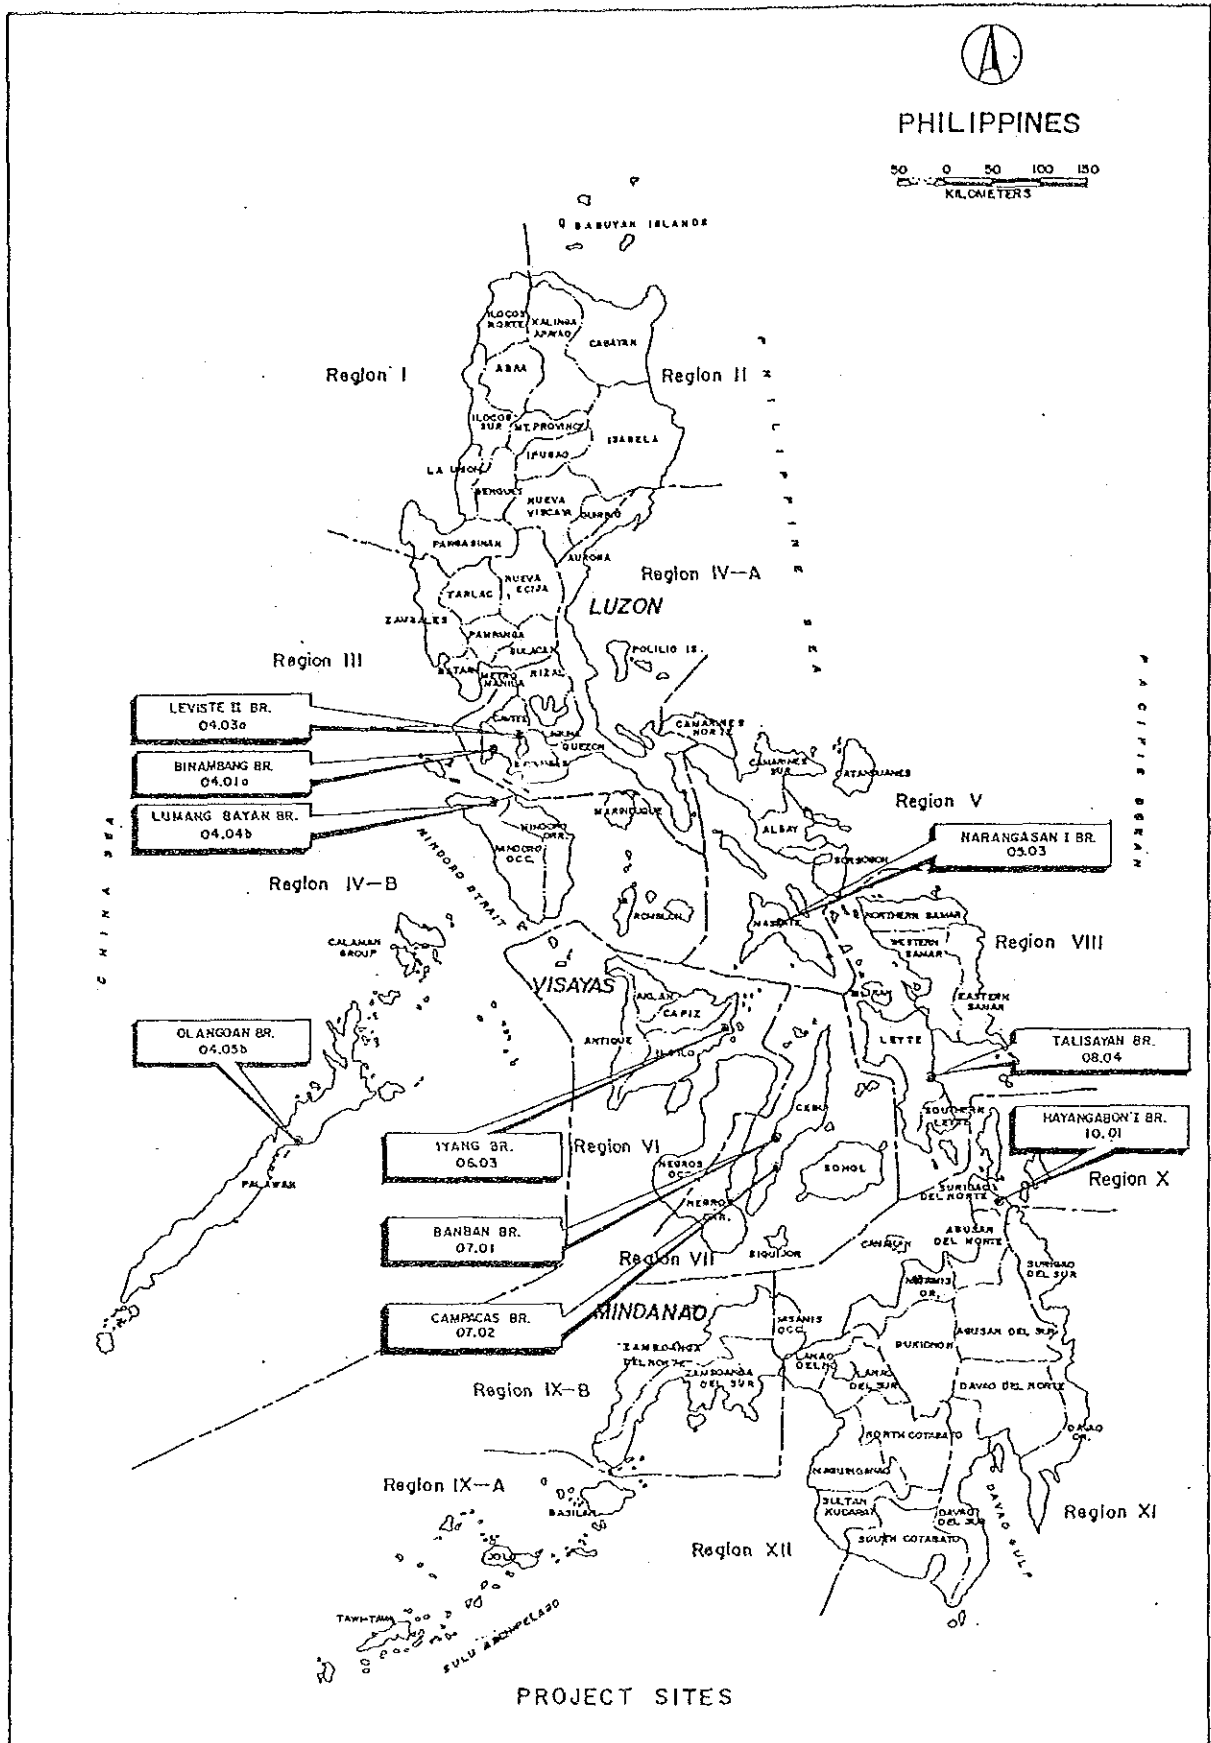 PHILIPPINES
50 0 50 100 150
KILOMETERS
BABUYAN ISLANDS
ILOCOS
NORTE
KALINGA
APAYAO
CAGAYAN
Region I
ABRA
Region II
PHILIPPINE SEA
ILOCOS
SUR
MT. PROVINCE
ISABELA
IFUGAO
LA UNION
BENGUET
NUEVA
VISCAYA
QUIRINO
PANGASINAN
AURORA
Region IV-A
TARLAC
NUEVA
ECIJA
LUZON
ZAMBALES
PAMPANGA
BULACAN
POLILIO IS.
Region III
BATAAN
METRO
MANILA
RIZAL
PACIFIC OCEAN
LEVISTE II BR.
04.03a
CAVITE
QUEZON
CAMARINES
NORTE
BINAMBANG BR.
04.01a
CAMARINES
SUR
CATANDUANES
Region V
LUMANG BAYAN BR.
04.04b
MARINDUQUE
ALBAY
MINDORO
ORR.
MINDORO
OCC.
SORSOGON
NARANGASAN I BR.
05.03
CHINA SEA
Region IV-B
MINDORO STRAIT
ROMBLON
MASBATE
NORTHERN SAMAR
WESTERN
SAMAR
Region VIII
CALAMIAN
GROUP
VISAYAS
AKLAN
CAPIZ
BILIRAN
EASTERN
SAMAR
OLANGOAN BR.
04.05b
ANTIQUE
ILOILO
LEYTE
TALISAYAN BR.
08.04
CEBU
SOUTHERN
LEYTE
HAYANGABON I BR.
10.01
IYANG BR.
06.03
Region VI
NEGROS
OCC.
BOHOL
PALAWAN
SURIGAO
DEL NORTE
Region X
NEGROS
ORR.
BANBAN BR.
07.01
Region VII
SIQUIJOR
CAMIGUIN
AGUSAN
DEL NORTE
SURIGAO
DEL SUR
MISAMIS
OR.
CAMPACAS BR.
07.02
MINDANAO
MISAMIS
OCC.
AGUSAN DEL SUR
BUKIDNON
ZAMBOANGA
DEL NORTE
LANAO
DEL NO
ZAMBOANGA
DEL SUR
LANAO
DEL SUR
DAVAO DEL NORTE
Region IX-B
DAVAO
OR.
NORTH COTABATO
MAGUINDANAO
Region IX-A
BASILAN
SULTAN
KUDARAT
DAVAO
DEL SUR
DAVAO GULF
Region XI
SOUTH COTABATO
Region XII
JOLO
TAWI-TAWI
SULU ARCHIPELAGO
PROJECT SITES